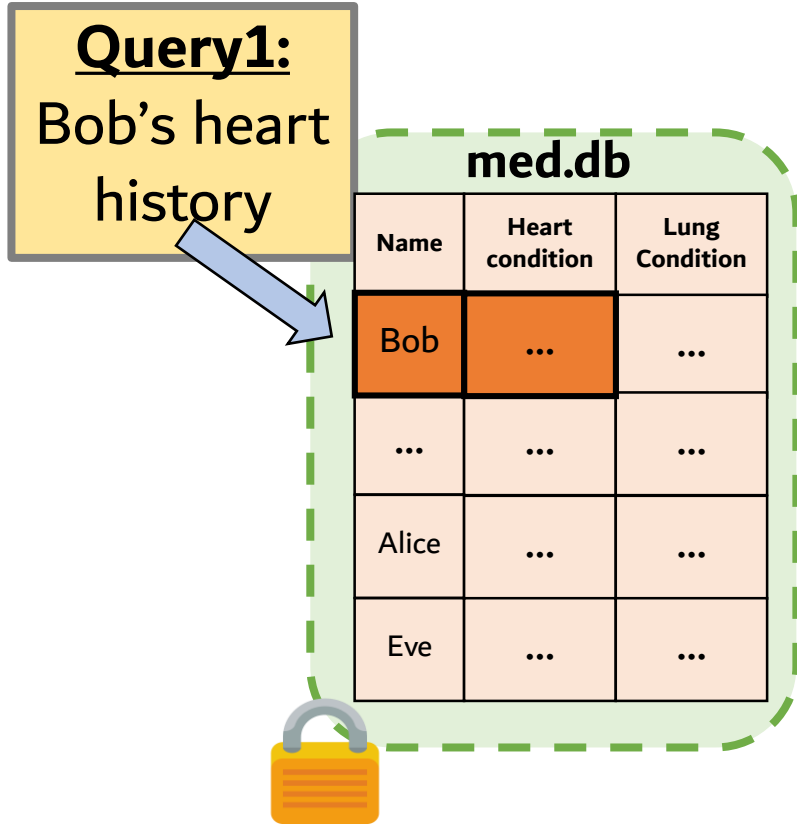 Query1:
Bob’s heart
history
med.db
Name
Heart
condition
Lung
Condition
Bob
...
...
...
...
...
Alice
...
...
Eve
...
...